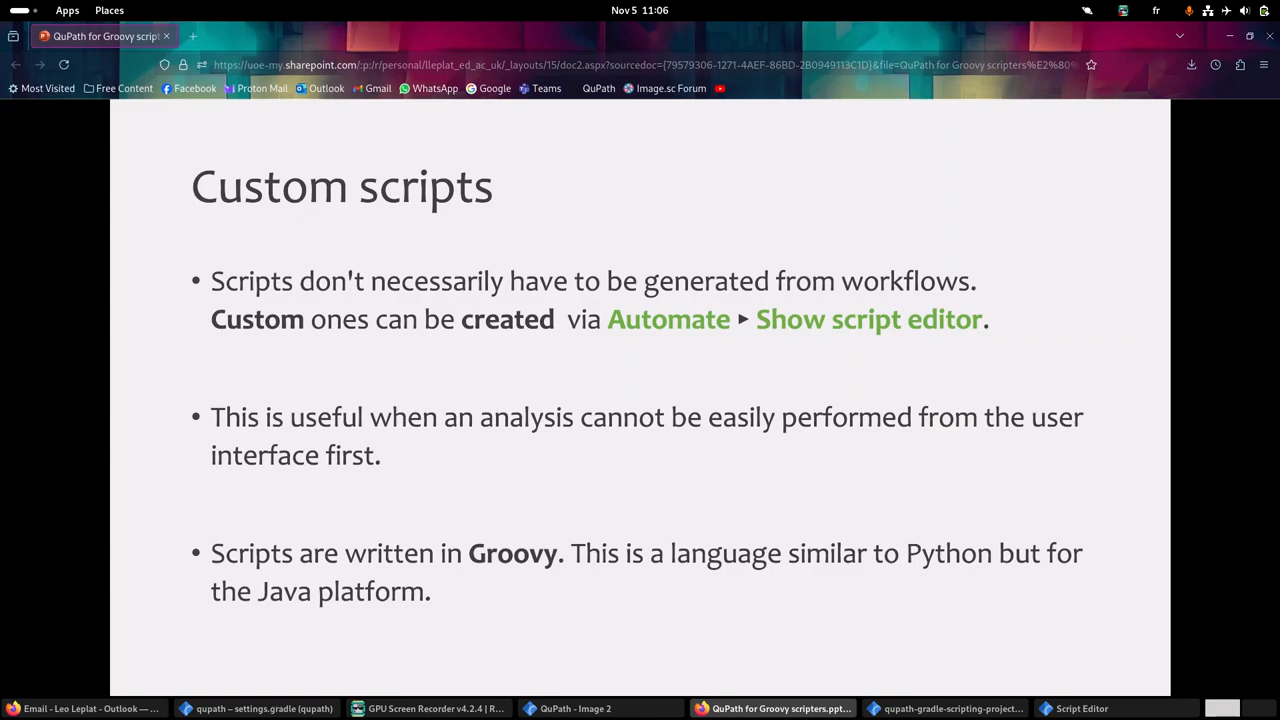 Apps Places Nov 5 11:06 fr
QuPath for Groovy script
https://uoe-my.sharepoint.com/:p:/r/personal/lleplat_ed_ac_uk/_layouts/15/doc2.aspx?sourcedoc={79579306-1271-4AEF-86BD-2B0949113C1D}&file=QuPath for Groovy scripters%E2%80%
Most Visited Free Content Facebook Proton Mail Outlook Gmail WhatsApp Google Teams QuPath Image.sc Forum
Custom scripts
• Scripts don't necessarily have to be generated from workflows.
Custom ones can be created via Automate ‣ Show script editor.
• This is useful when an analysis cannot be easily performed from the user
interface first.
• Scripts are written in Groovy. This is a language similar to Python but for
the Java platform.
Email - Leo Leplat - Outlook — ... qupath – settings.gradle (qupath) GPU Screen Recorder v4.2.4 | R... QuPath - Image 2 QuPath for Groovy scripters.ppt... qupath-gradle-scripting-project... Script Editor